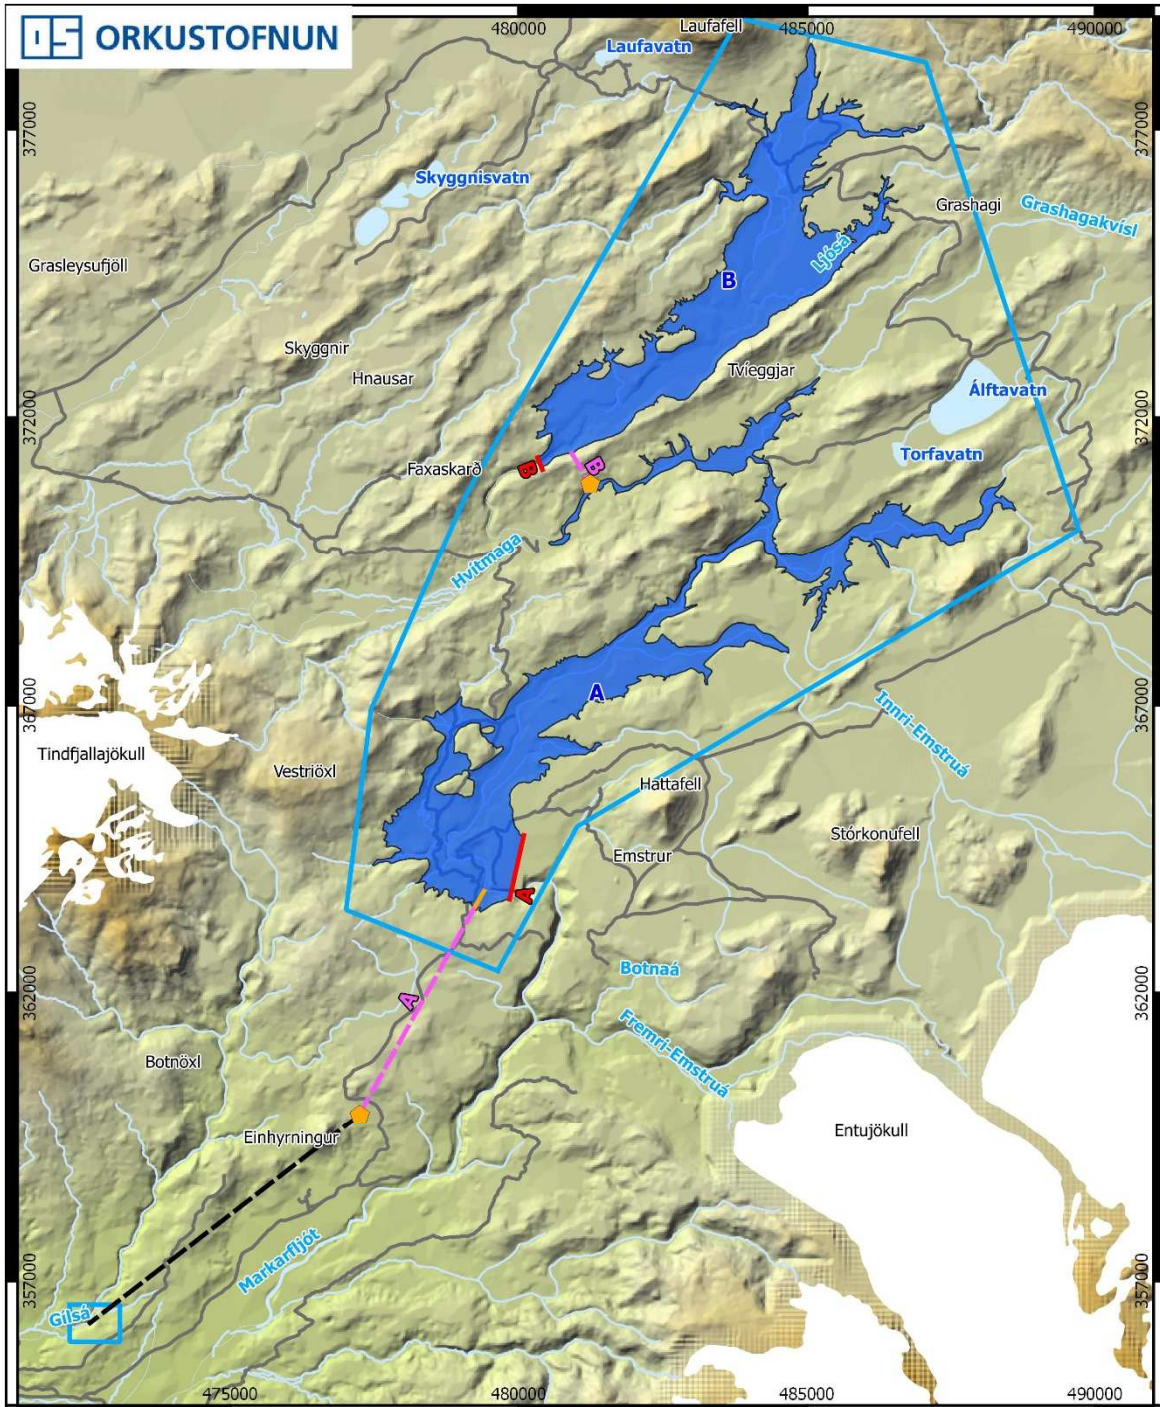 OS ORKUSTOFNUN
480000
485000
490000
Laufafell
Laufavatn
377000
377000
Skyggnisvatn
Grashagi
Grashagakvísl
Ljósá
Grasleysufjöll
B
Skyggnir
Hnausar
Tvíeggjar
Álftavatn
372000
372000
Torfavatn
Faxaskarð
B
B
Hvítmaga
A
367000
367000
Innri-Emstruá
Tindfjallajökull
Vestriöxl
Hattafell
Stórkonufell
Emstrur
A
Botnaá
362000
362000
A
Fremri-Emstruá
Botnöxl
Einhyrningur
Entujökull
Markarfljót
357000
357000
Gilsá
475000
480000
485000
490000